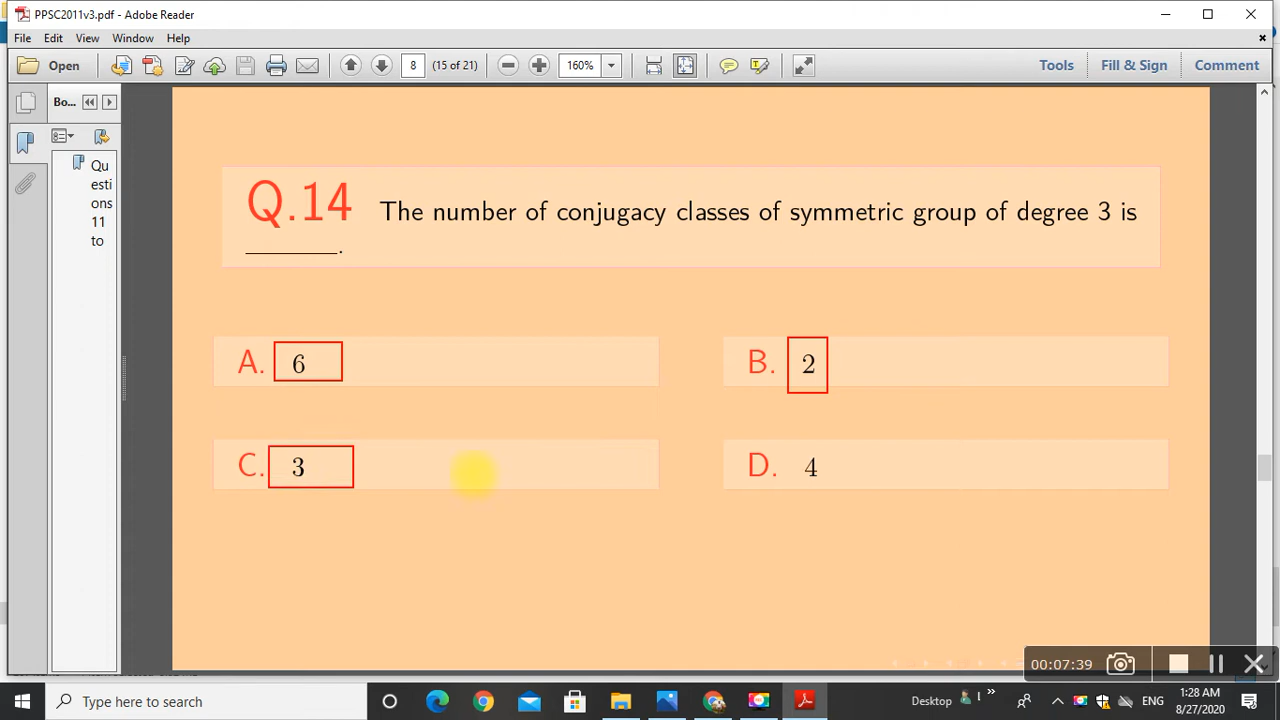 PPSC2011v3.pdf - Adobe Reader
File Edit View Window Help
Open 8 (15 of 21) 160% Tools Fill & Sign Comment
Bo...
Qu
esti
ons
11
to
Q.14 The number of conjugacy classes of symmetric group of degree 3 is
________.
A. 6 B. 2
C. 3 D. 4
00:07:39
Type here to search
Desktop » ENG 1:28 AM
8/27/2020